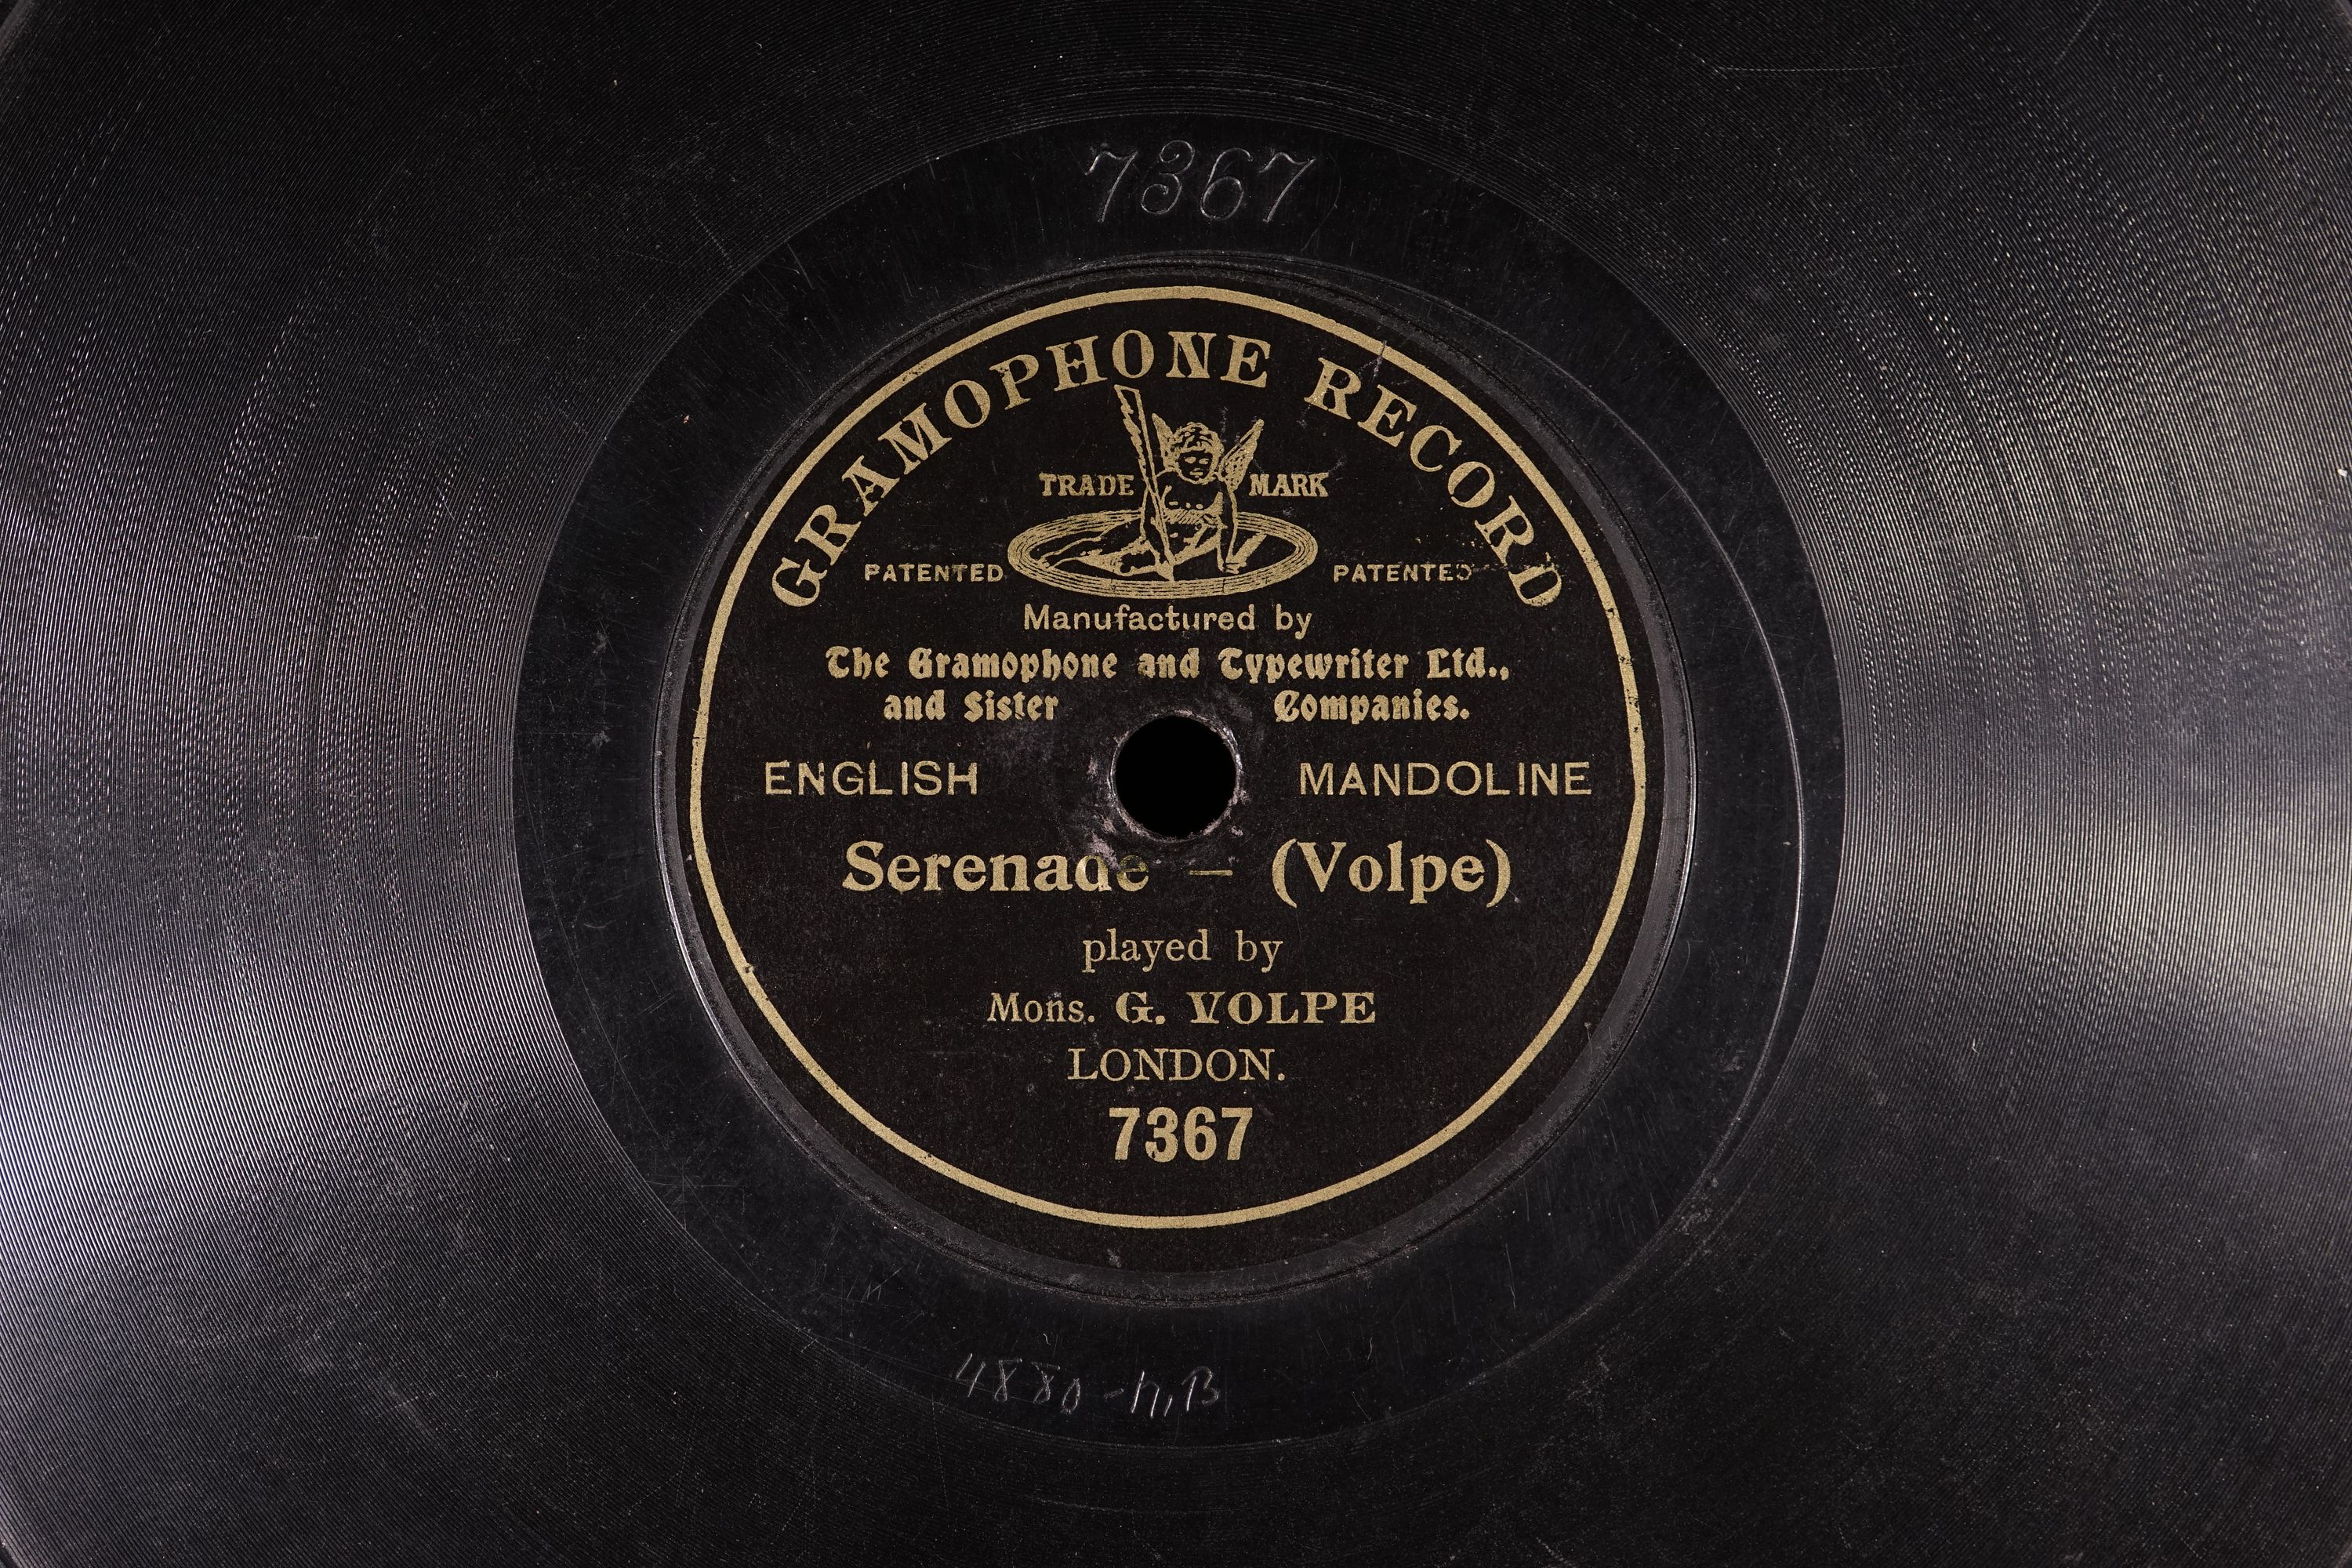 7367
GRAMOPHONE RECORD
TRADE MARK
PATENTED PATENTED
Manufactured by
The Gramophone and Typewriter Ltd.,
and Sister Companies.
ENGLISH MANDOLINE
Serenade — (Volpe)
played by
Mons. G. VOLPE
LONDON.
7367
4880